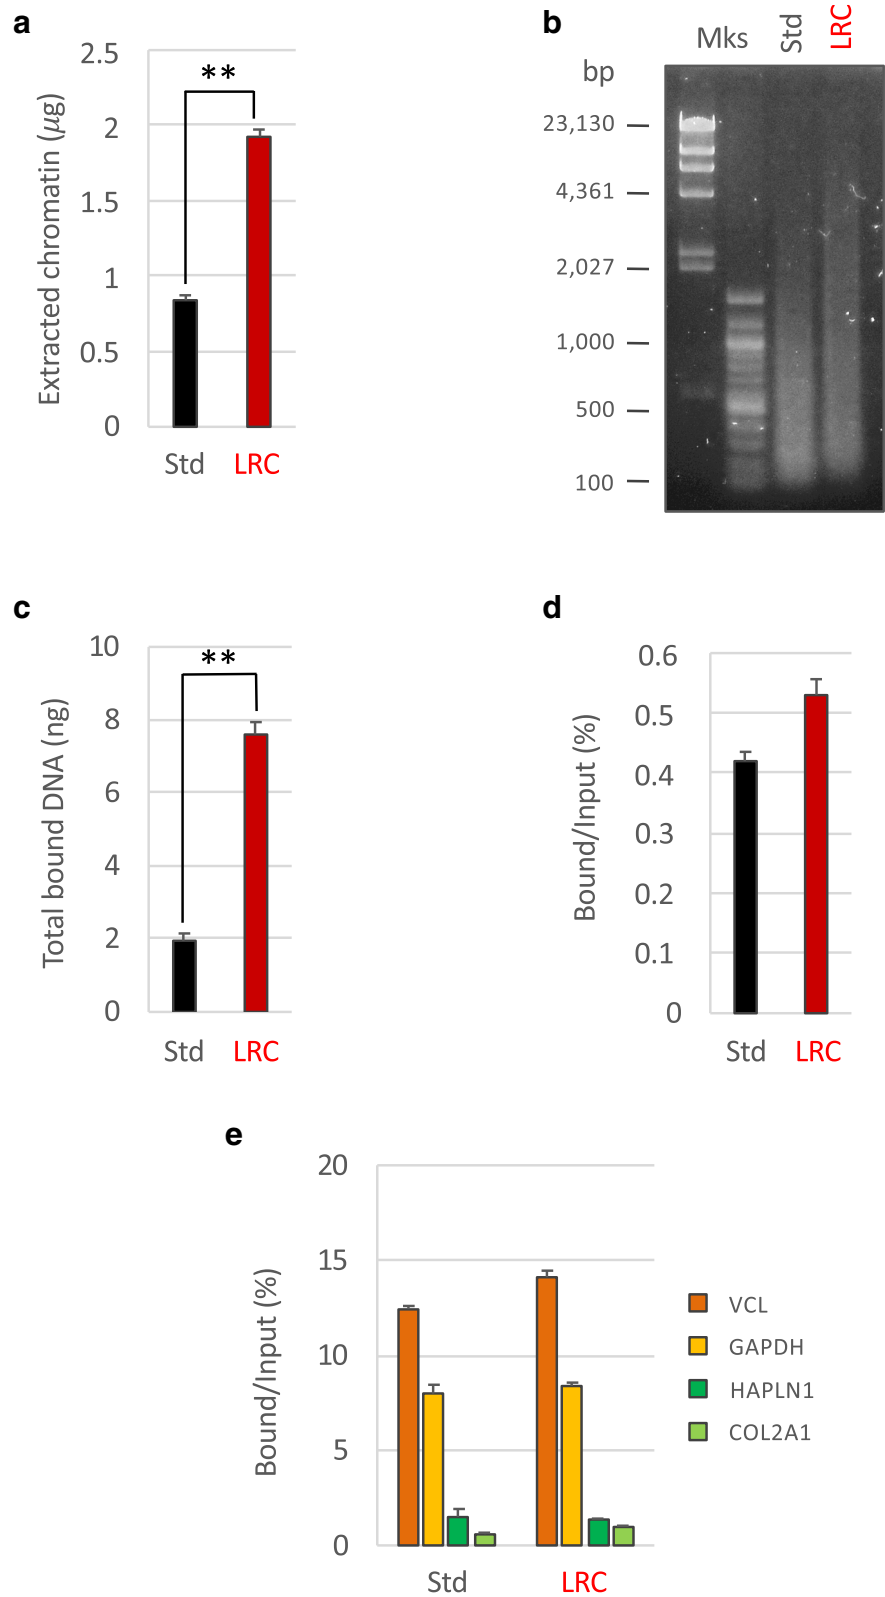 a
2.5
2
1.5
1
0.5
0
Extracted chromatin (μg)
**
Std LRC
b
Mks Std LRC
bp
23,130
4,361
2,027
1,000
500
100
c
10
8
6
4
2
0
Total bound DNA (ng)
**
Std LRC
d
0.6
0.5
0.4
0.3
0.2
0.1
0
Bound/Input (%)
Std LRC
e
20
15
10
5
0
Bound/Input (%)
Std LRC
VCL
GAPDH
HAPLN1
COL2A1